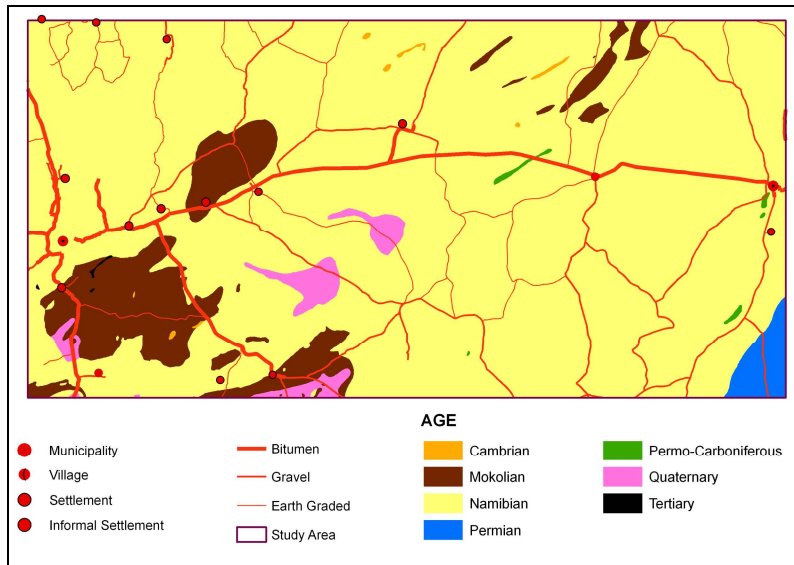 AGE
Municipality
Village
Settlement
Informal Settlement
Bitumen
Gravel
Earth Graded
Study Area
Cambrian
Mokolian
Namibian
Permian
Permo-Carboniferous
Quaternary
Tertiary